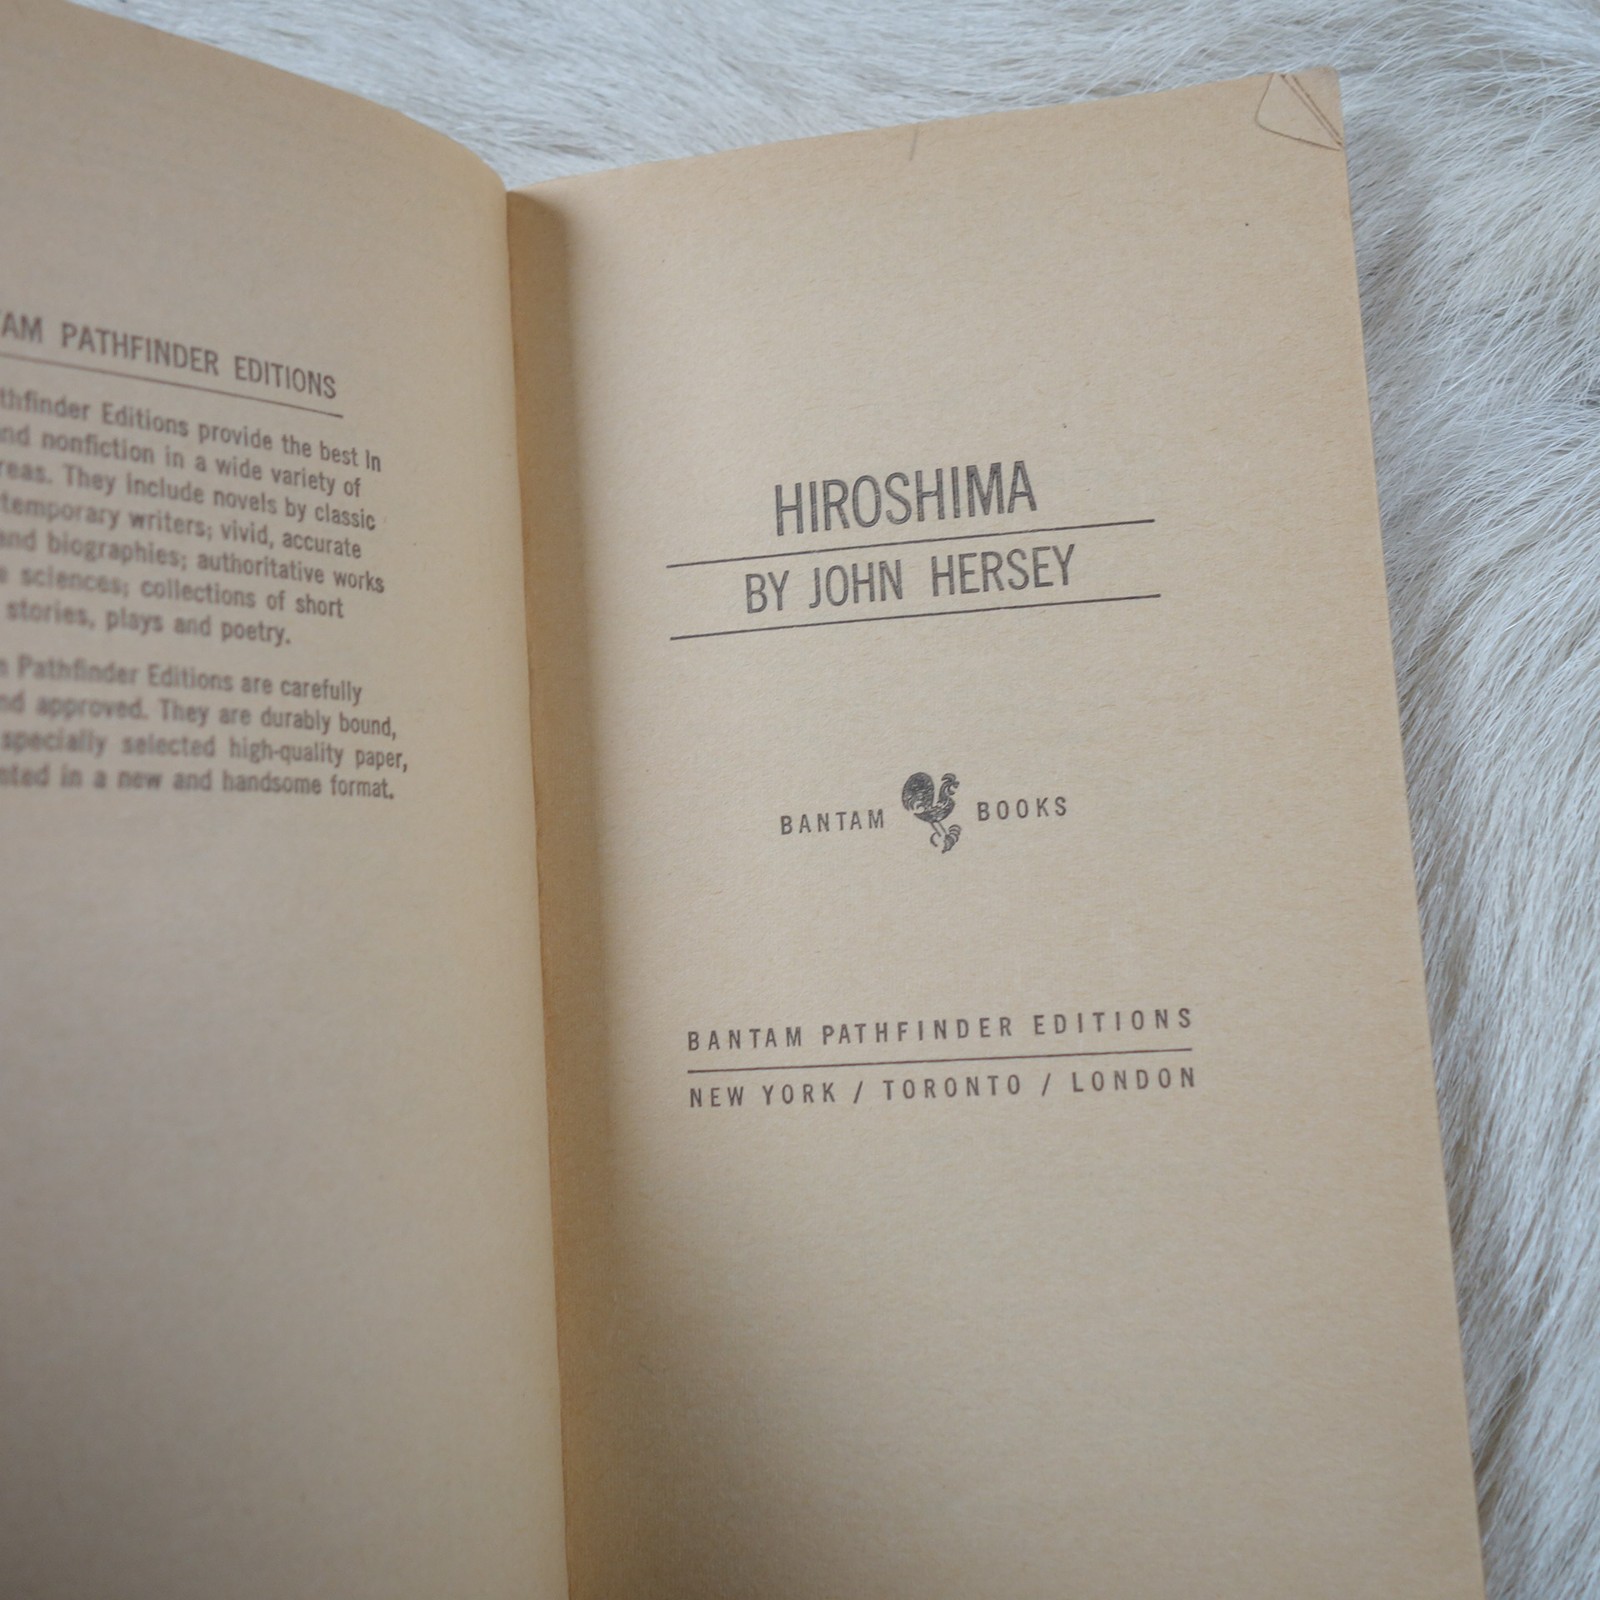 AM PATHFINDER EDITIONS
thfinder Editions provide the best in
nd nonfiction in a wide variety of
reas. They include novels by classic
temporary writers; vivid, accurate
and biographies; authoritative works
e sciences; collections of short
stories, plays and poetry.
m Pathfinder Editions are carefully
nd approved. They are durably bound,
specially selected high-quality paper,
nted in a new and handsome format.
HIROSHIMA
BY JOHN HERSEY
BANTAM BOOKS
BANTAM PATHFINDER EDITIONS
NEW YORK / TORONTO / LONDON